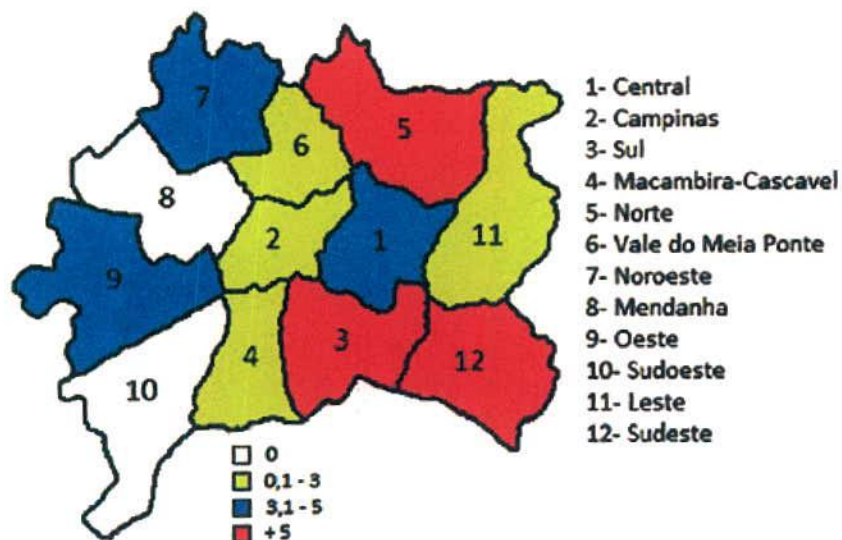 7
5
6
8
2
1
11
9
4
3
12
10
1- Central
2- Campinas
3- Sul
4- Macambira-Cascavel
5- Norte
6- Vale do Meia Ponte
7- Noroeste
8- Mendanha
9- Oeste
10- Sudoeste
11- Leste
12- Sudeste
0
0,1 - 3
3,1 - 5
+ 5